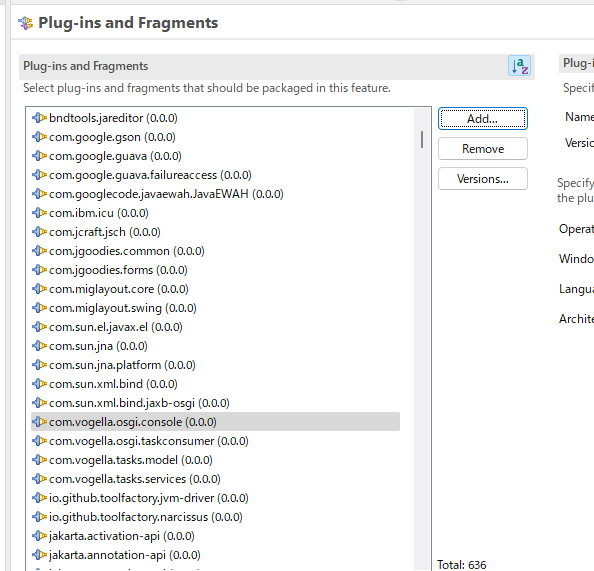 Plug-ins and Fragments
Plug-ins and Fragments
Select plug-ins and fragments that should be packaged in this feature.
bndtools.jareditor (0.0.0)
com.google.gson (0.0.0)
com.google.guava (0.0.0)
com.google.guava.failureaccess (0.0.0)
com.googlecode.javaewah.JavaEWAH (0.0.0)
com.ibm.icu (0.0.0)
com.jcraft.jsch (0.0.0)
com.jgoodies.common (0.0.0)
com.jgoodies.forms (0.0.0)
com.miglayout.core (0.0.0)
com.miglayout.swing (0.0.0)
com.sun.el.javax.el (0.0.0)
com.sun.jna (0.0.0)
com.sun.jna.platform (0.0.0)
com.sun.xml.bind (0.0.0)
com.sun.xml.bind.jaxb-osgi (0.0.0)
com.vogella.osgi.console (0.0.0)
com.vogella.osgi.taskconsumer (0.0.0)
com.vogella.tasks.model (0.0.0)
com.vogella.tasks.services (0.0.0)
io.github.toolfactory.jvm-driver (0.0.0)
io.github.toolfactory.narcissus (0.0.0)
jakarta.activation-api (0.0.0)
jakarta.annotation-api (0.0.0)
Add...
Remove
Versions...
Total: 636
Plug-i
Specif
Name
Versio
Specify
the plu
Operat
Windo
Langua
Archite